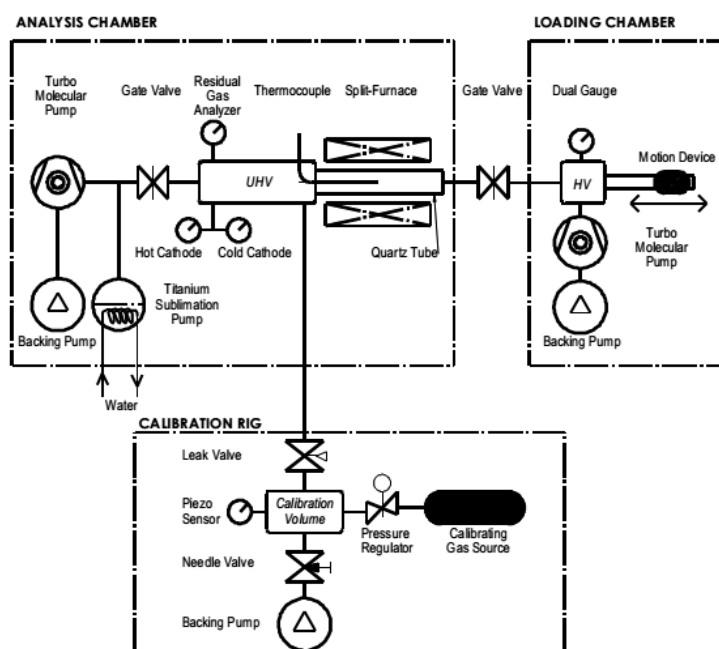 ANALYSIS CHAMBER
LOADING CHAMBER
Turbo
Molecular
Pump
Gate Valve
Residual
Gas
Analyzer
Thermocouple
Split-Furnace
Gate Valve
Dual Gauge
Motion Device
UHV
HV
Hot Cathode
Cold Cathode
Quartz Tube
Turbo
Molecular
Pump
Titanium
Sublimation
Pump
Backing Pump
Backing Pump
Water
CALIBRATION RIG
Leak Valve
Piezo
Sensor
Calibration
Volume
Pressure
Regulator
Calibrating
Gas Source
Needle Valve
Backing Pump